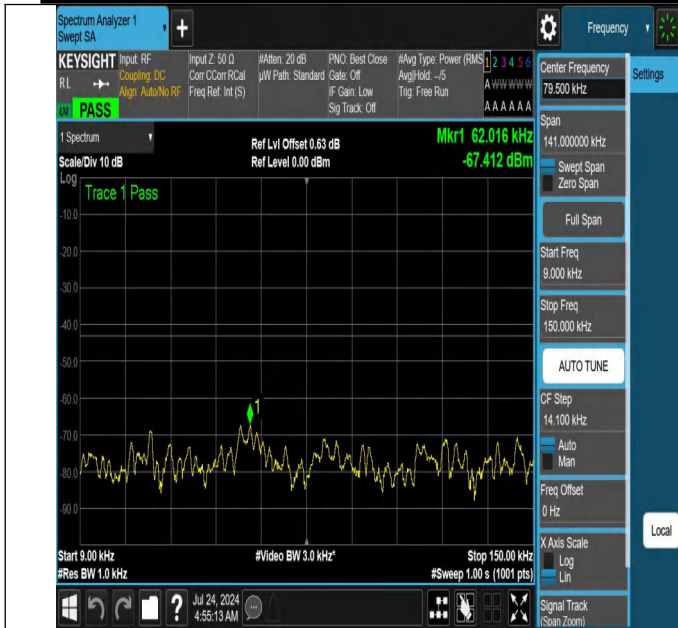 Spectrum Analyzer 1
Swept SA
+
Frequency
KEYSIGHT
RL
PASS
Input: RF
Coupling: DC
Align: Auto/No RF
Input Z: 50 Ω
Corr CCorr RCal
Freq Ref: Int (S)
#Atten: 20 dB
µW Path: Standard
PNO: Best Close
Gate: Off
IF Gain: Low
Sig Track: Off
#Avg Type: Power (RMS
Avg|Hold: --/5
Trig: Free Run
1 2 3 4 5 6
A W W W W W
A A A A A A
1 Spectrum
Scale/Div 10 dB
Ref Lvl Offset 0.63 dB
Ref Level 0.00 dBm
Mkr1 62.016 kHz
-67.412 dBm
Log
Trace 1 Pass
-10.0
-20.0
-30.0
-40.0
-50.0
-60.0
-70.0
-80.0
-90.0
1
Start 9.00 kHz
#Res BW 1.0 kHz
#Video BW 3.0 kHz*
Stop 150.00 kHz
#Sweep 1.00 s (1001 pts)
?
Jul 24, 2024
4:55:13 AM
Center Frequency
79.500 kHz
Settings
Span
141.000000 kHz
Swept Span
Zero Span
Full Span
Start Freq
9.000 kHz
Stop Freq
150.000 kHz
AUTO TUNE
CF Step
14.100 kHz
Auto
Man
Freq Offset
0 Hz
Local
X Axis Scale
Log
Lin
Signal Track
(Span Zoom)